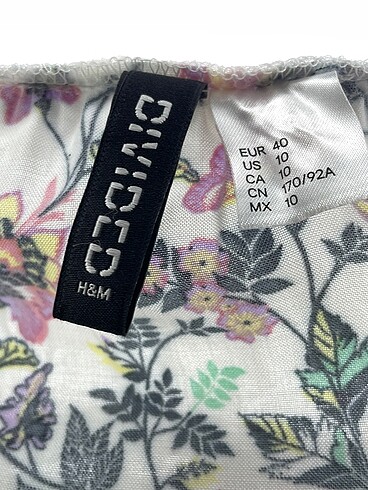 DIVIDED
H&M
EUR 40
US 10
CA 10
CN 170/92A
MX 10